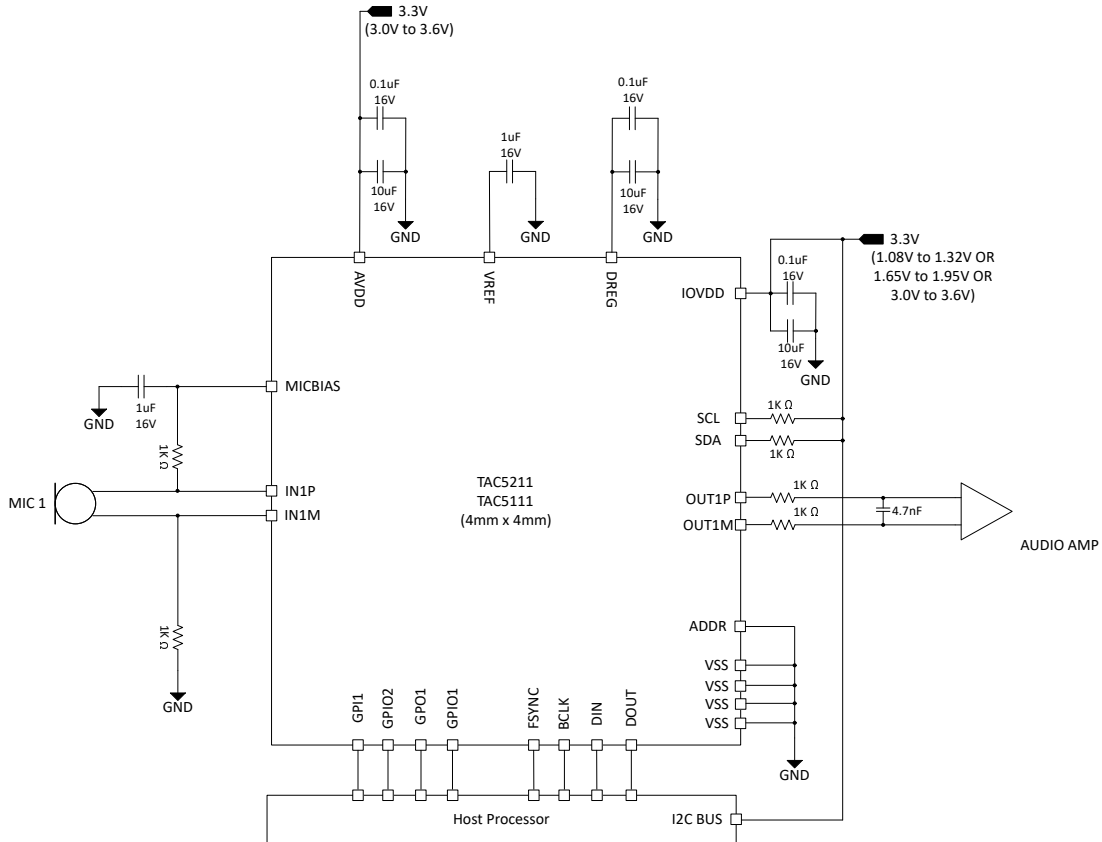 3.3V
(3.0V to 3.6V)
0.1uF
16V
10uF
16V
GND
1uF
16V
GND
0.1uF
16V
10uF
16V
GND
3.3V
(1.08V to 1.32V OR
1.65V to 1.95V OR
3.0V to 3.6V)
0.1uF
16V
10uF
16V
GND
AVDD
VREF
DREG
IOVDD
MICBIAS
1uF
16V
GND
1K Ω
MIC 1
IN1P
IN1M
1K Ω
GND
TAC5211
TAC5111
(4mm x 4mm)
SCL
1K Ω
SDA
1K Ω
OUT1P
1K Ω
OUT1M
1K Ω
4.7nF
AUDIO AMP
ADDR
VSS
VSS
VSS
VSS
GND
GPI1
GPIO2
GPO1
GPIO1
FSYNC
BCLK
DIN
DOUT
Host Processor
I2C BUS